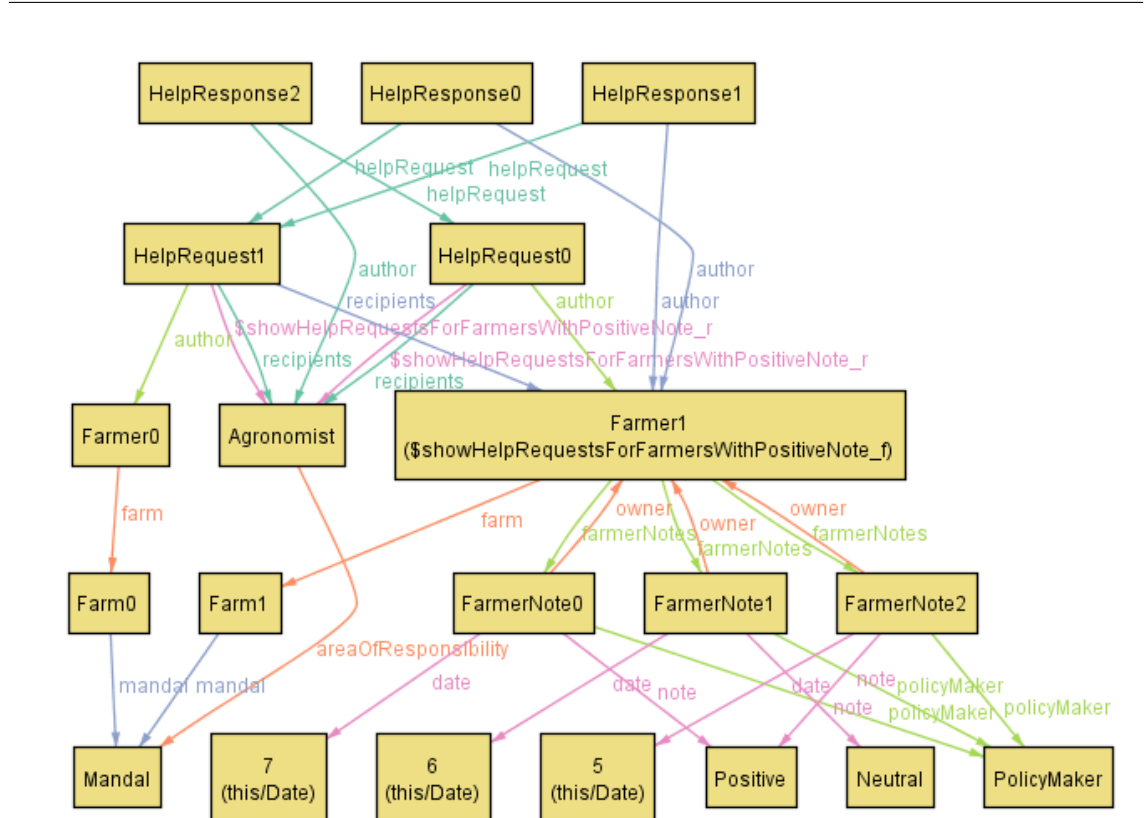 HelpResponse2
HelpResponse0
HelpResponse1
helpRequest
helpRequest
helpRequest
HelpRequest1
HelpRequest0
author
author
recipients
author
author
$showHelpRequestsForFarmersWithPositiveNote_r
author
recipients
$showHelpRequestsForFarmersWithPositiveNote_r
recipients
Farmer0
Agronomist
Farmer1
($showHelpRequestsForFarmersWithPositiveNote_f)
farm
farm
owner
owner
owner
farmerNotes
farmerNotes
farmerNotes
Farm0
Farm1
FarmerNote0
FarmerNote1
FarmerNote2
areaOfResponsibility
mandal
mandal
date
date
note
date
note
note
policyMaker
policyMaker
policyMaker
Mandal
7
(this/Date)
6
(this/Date)
5
(this/Date)
Positive
Neutral
PolicyMaker